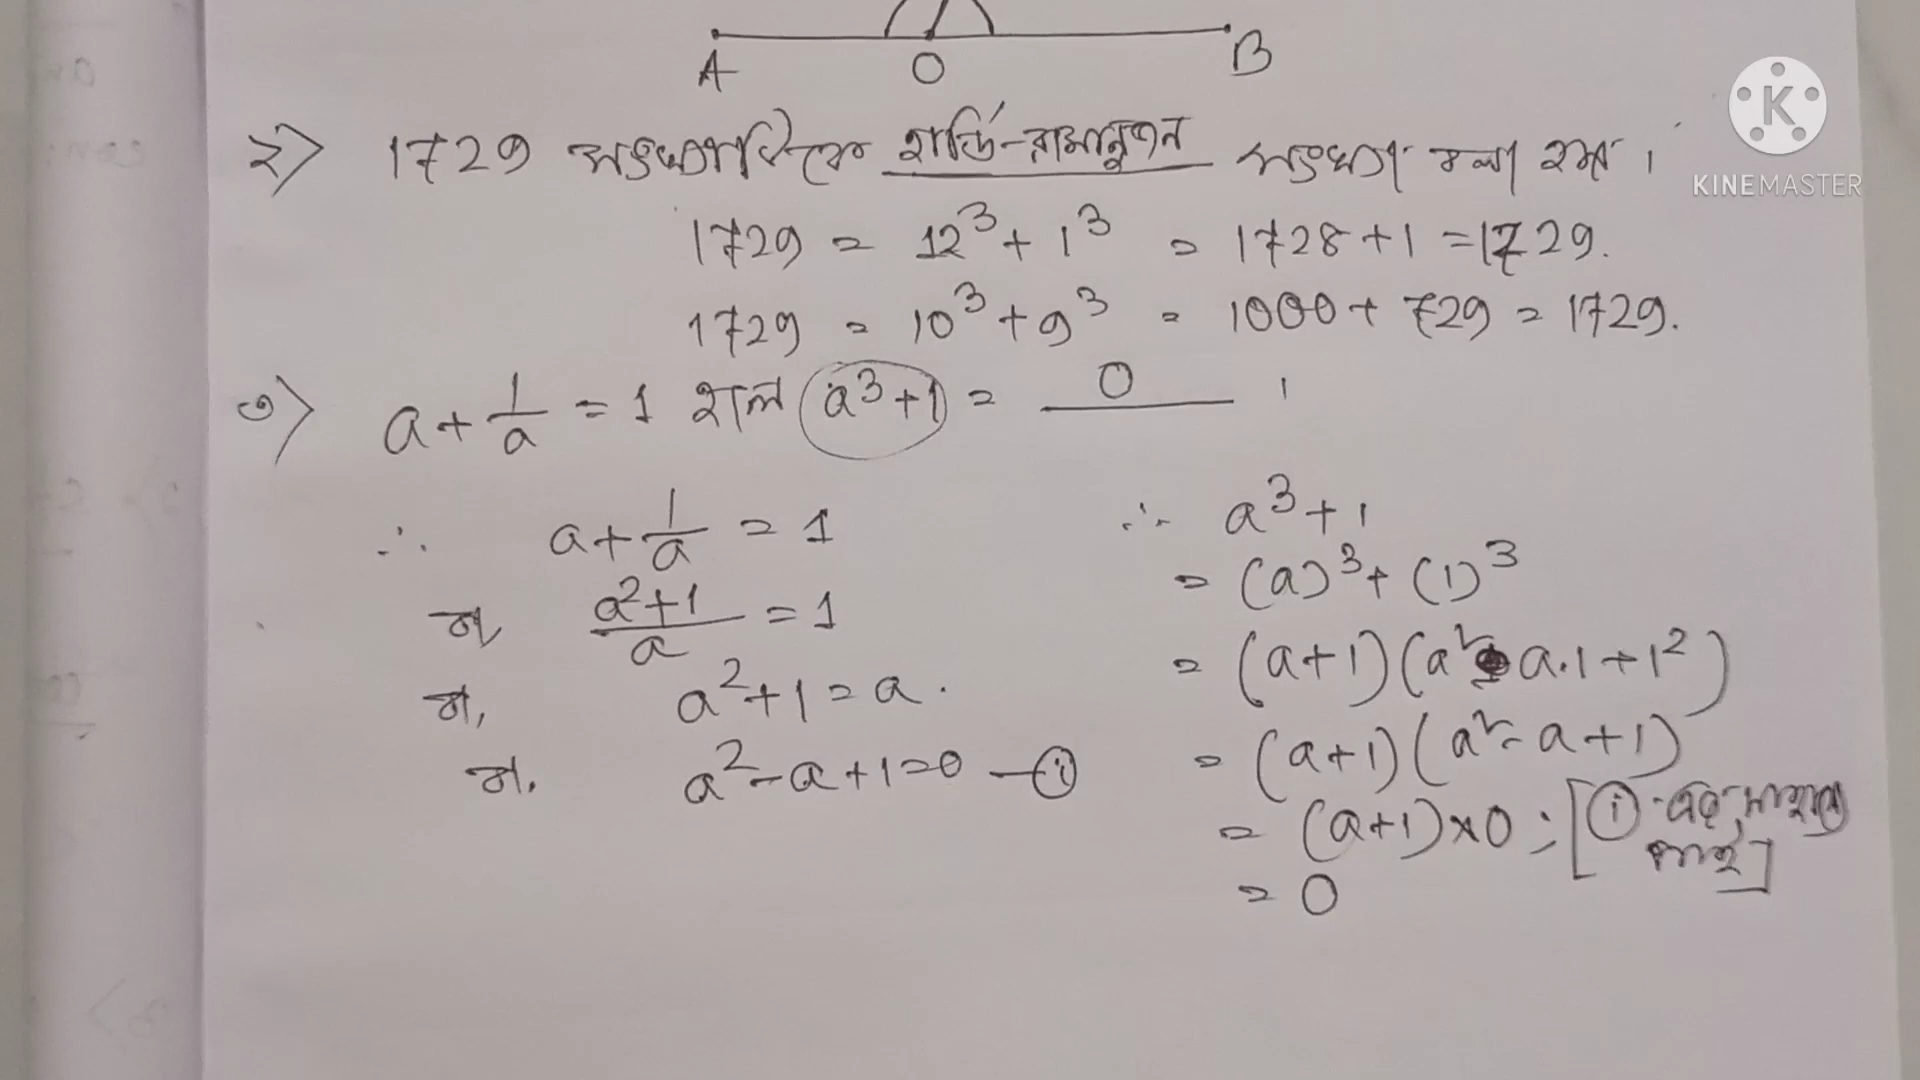 A O B
২) 1729 সংখ্যাটিকে হার্ডি-রামানুজন সংখ্যা বলা হয়।
KINEMASTER
1729 = 12³ + 1³ = 1728 + 1 = 1729.
1729 = 10³ + 9³ = 1000 + 729 = 1729.
৩) a + 1/a = 1 হলে a³+1 = 0 ।
∴ a + 1/a = 1
বা, (a²+1)/a = 1
বা, a²+1 = a.
বা, a² - a + 1 = 0 — (i)
∴ a³+1
= (a)³ + (1)³
= (a+1)(a² - a.1 + 1²)
= (a+1)(a² - a + 1)
= (a+1) × 0 ; [(i) এর সাহায্যে পাই]
= 0